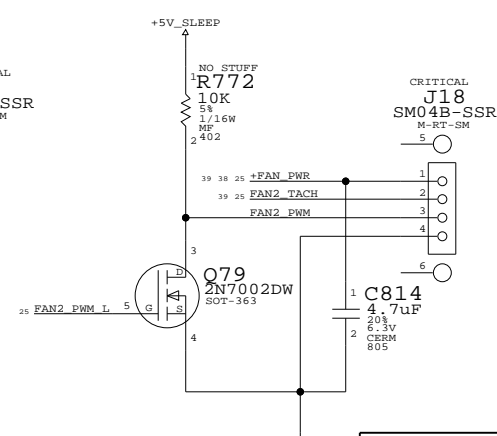 +5V_SLEEP
AL
SSR
M
NO STUFF
1
R772
10K
5%
1/16W
MF
2 402
CRITICAL
J18
SM04B-SSR
M-RT-SM
5
39 38 25 +FAN_PWR 1
39 25 FAN2_TACH 2
FAN2_PWM 3
4
6
3
D
Q79
2N7002DW
SOT-363
25 FAN2_PWM_L 5 G S
4
1 C814
4.7uF
20%
6.3V
2 CERM
805